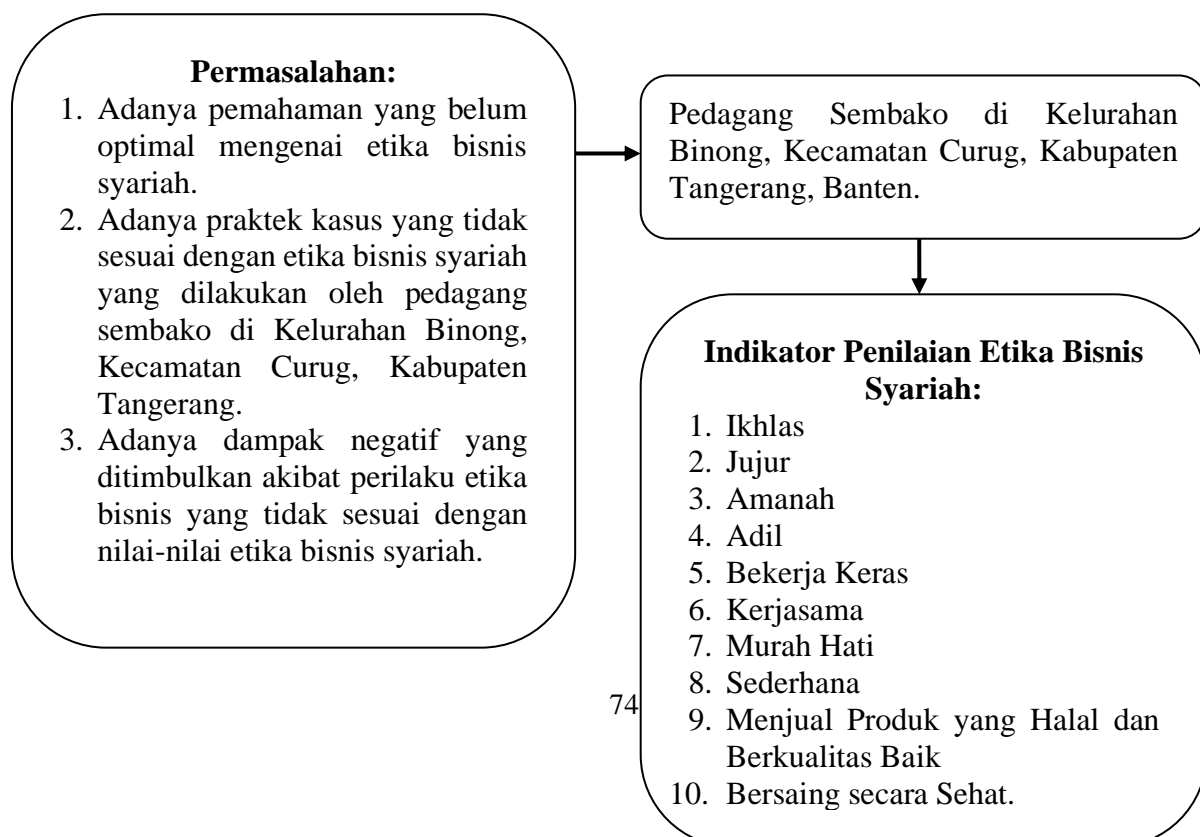 Permasalahan:
1. Adanya pemahaman yang belum
optimal mengenai etika bisnis
syariah.
2. Adanya praktek kasus yang tidak
sesuai dengan etika bisnis syariah
yang dilakukan oleh pedagang
sembako di Kelurahan Binong,
Kecamatan Curug, Kabupaten
Tangerang.
3. Adanya dampak negatif yang
ditimbulkan akibat perilaku etika
bisnis yang tidak sesuai dengan
nilai-nilai etika bisnis syariah.
Pedagang Sembako di Kelurahan
Binong, Kecamatan Curug, Kabupaten
Tangerang, Banten.
Indikator Penilaian Etika Bisnis
Syariah:
1. Ikhlas
2. Jujur
3. Amanah
4. Adil
5. Bekerja Keras
6. Kerjasama
7. Murah Hati
8. Sederhana
9. Menjual Produk yang Halal dan
Berkualitas Baik
10. Bersaing secara Sehat.
74